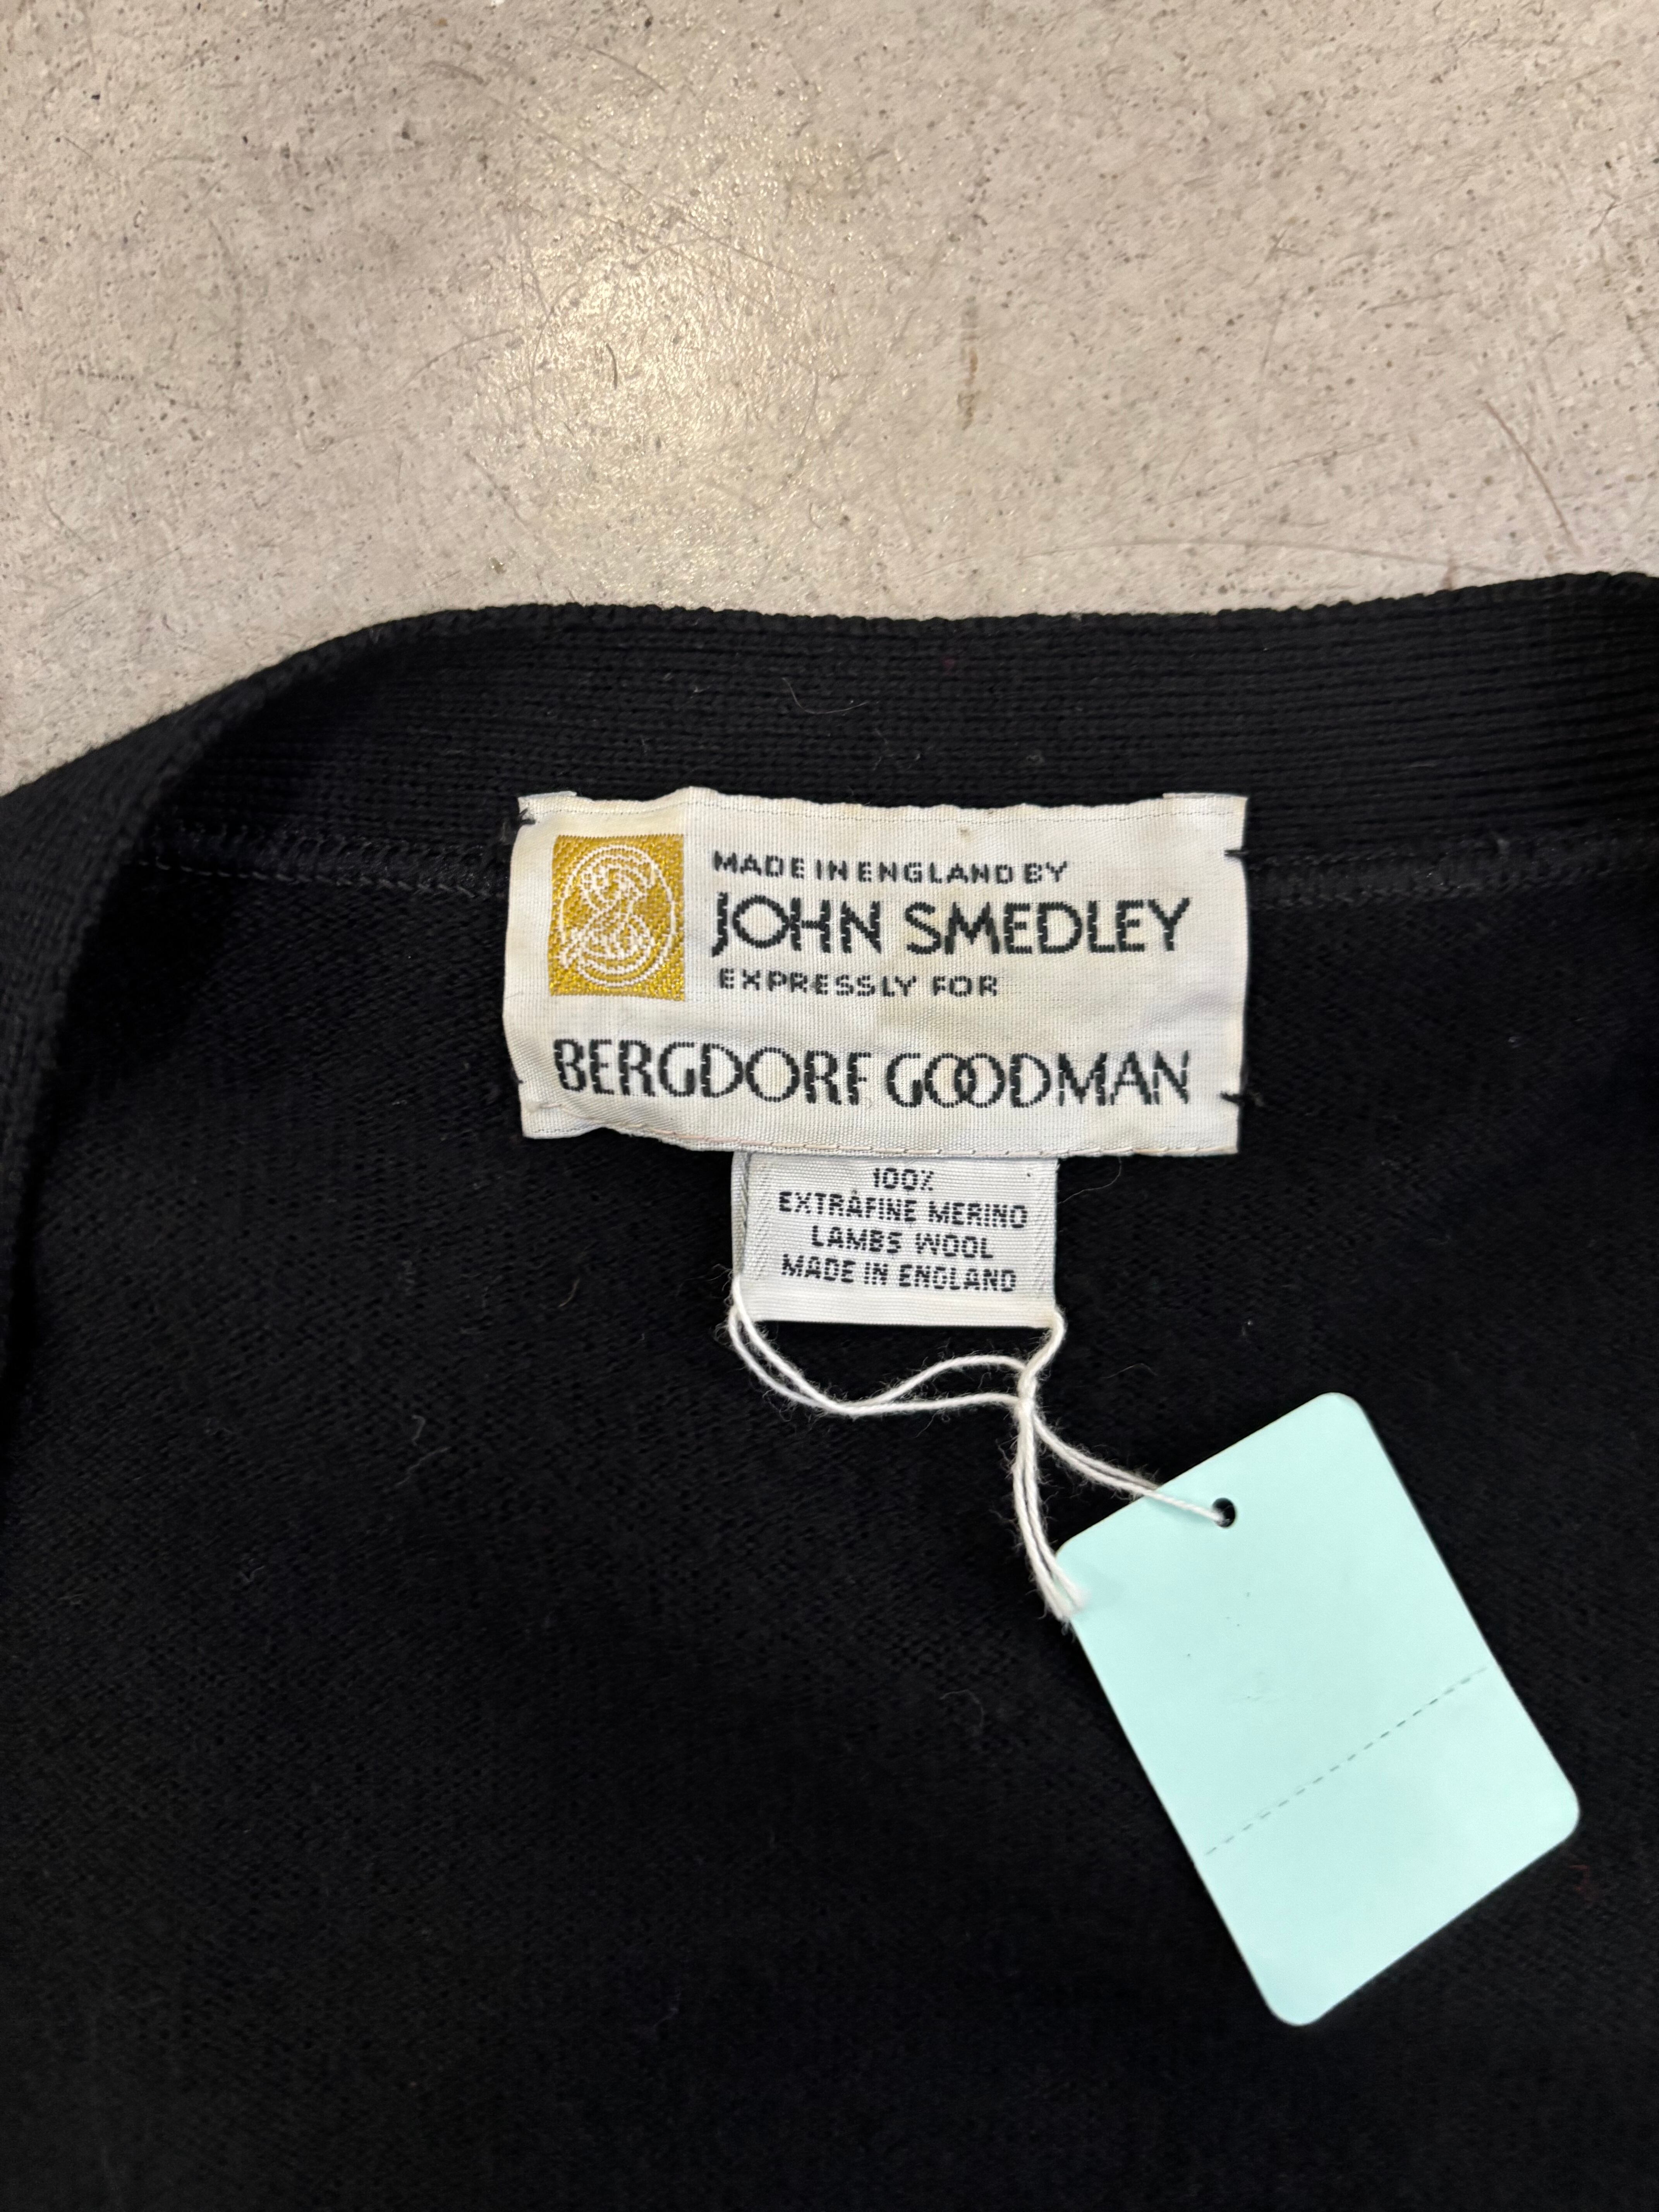 MADE IN ENGLAND BY
JOHN SMEDLEY
EXPRESSLY FOR
BERGDORF GOODMAN
100%
EXTRAFINE MERINO
LAMBS WOOL
MADE IN ENGLAND